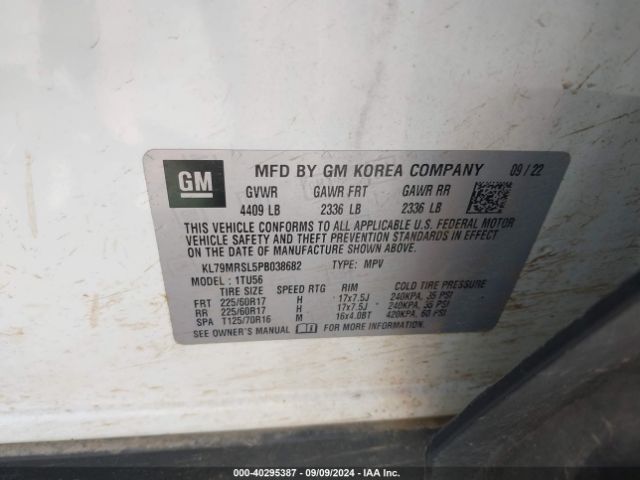 GM
MFD BY GM KOREA COMPANY 09/22
GVWR GAWR FRT GAWR RR
4409 LB 2336 LB 2336 LB
THIS VEHICLE CONFORMS TO ALL APPLICABLE U.S. FEDERAL MOTOR
VEHICLE SAFETY AND THEFT PREVENTION STANDARDS IN EFFECT
ON THE DATE OF MANUFACTURE SHOWN ABOVE.
KL79MRSL5PB038682 TYPE: MPV
MODEL: 1TU56
TIRE SIZE SPEED RTG RIM COLD TIRE PRESSURE
FRT 225/60R17 H 17x7.5J 240KPA, 35 PSI
RR 225/60R17 H 17x7.5J 240KPA, 35 PSI
SPA T125/70R16 M 16x4.0BT 420KPA, 60 PSI
SEE OWNER'S MANUAL FOR MORE INFORMATION.
000-40295387 - 09/09/2024 - IAA Inc.